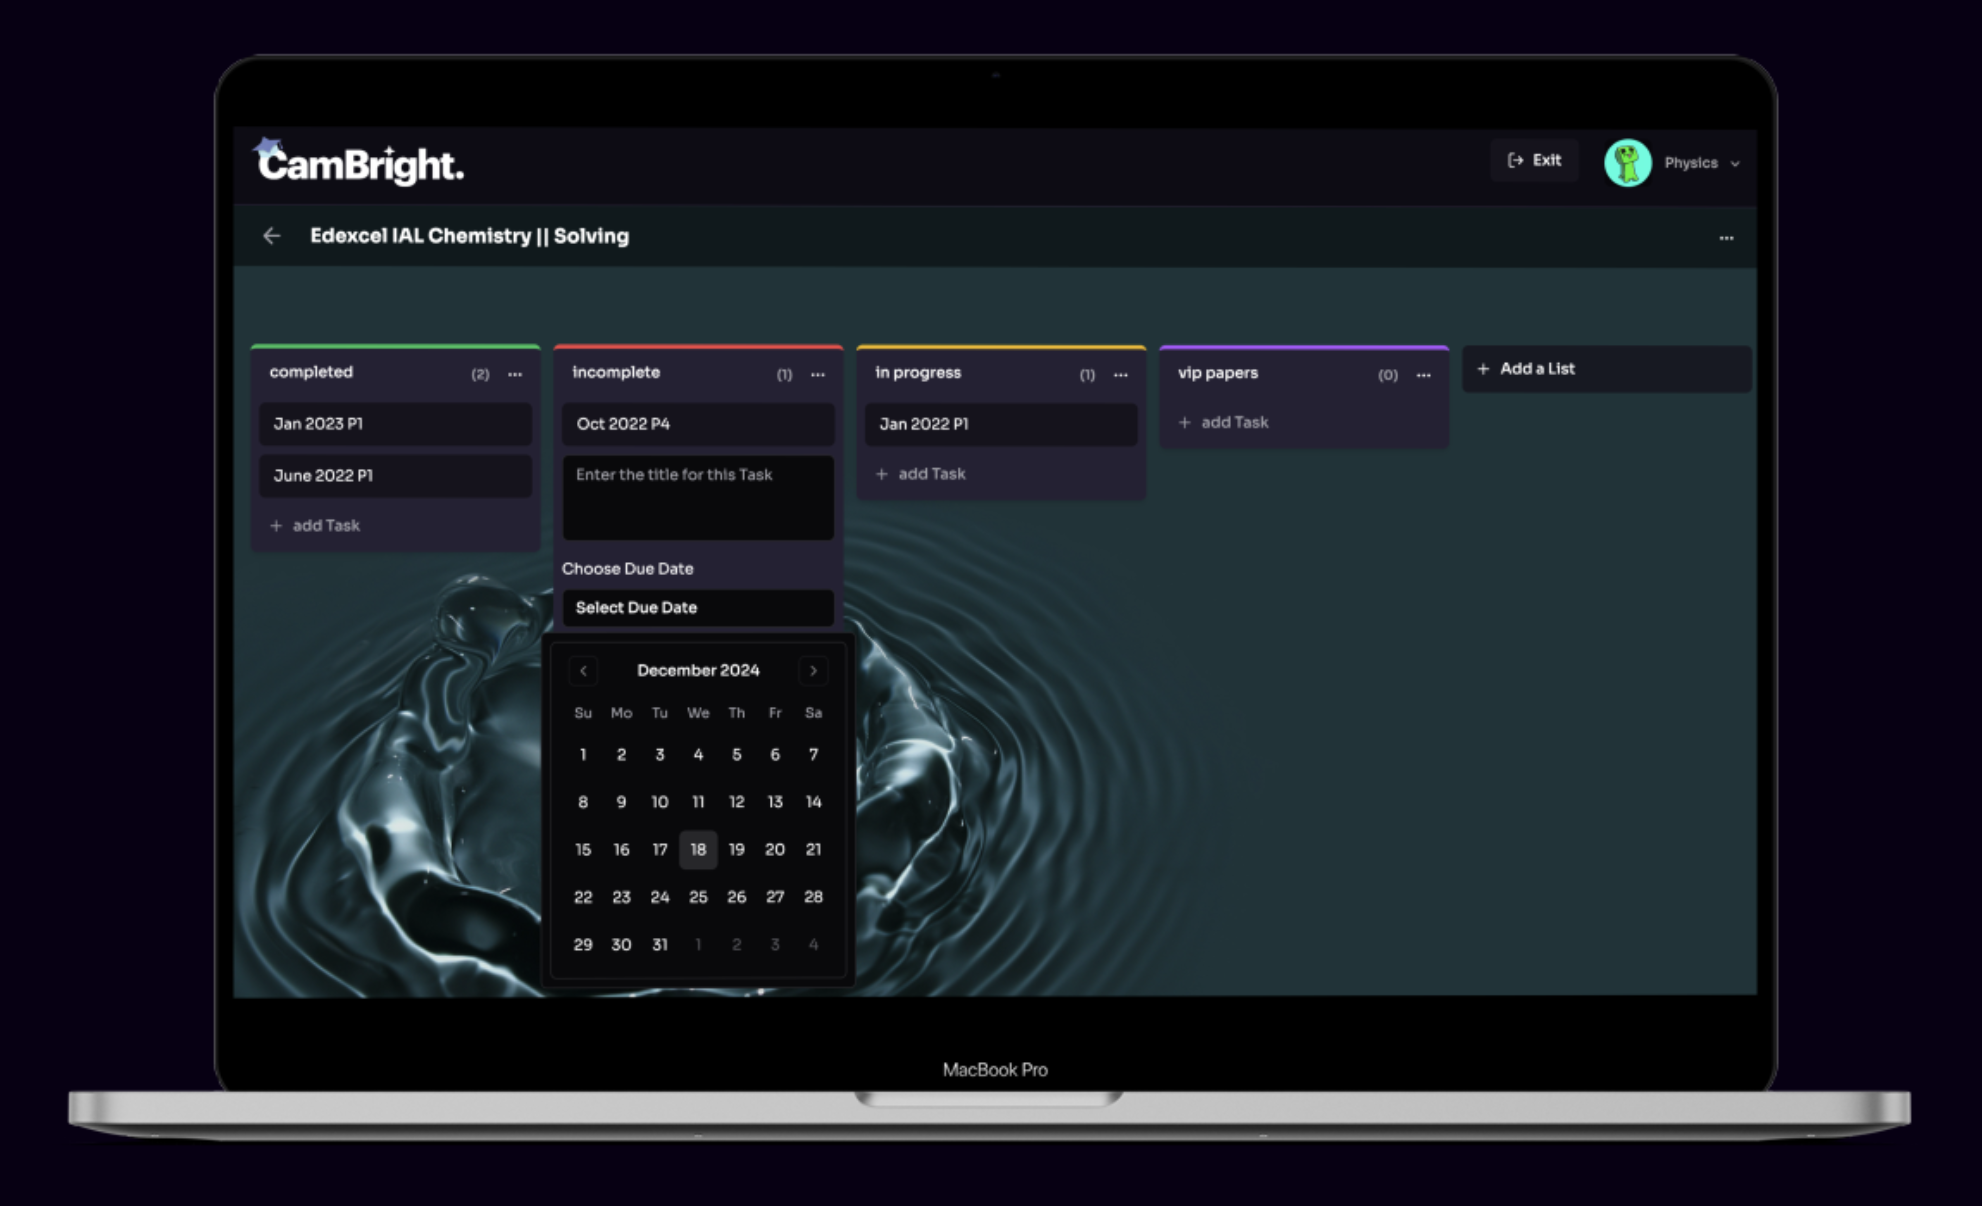 CamBright.
Exit
Physics
Edexcel IAL Chemistry || Solving
...
completed (2) ...
Jan 2023 P1
June 2022 P1
+ add Task
incomplete (1) ...
Oct 2022 P4
Enter the title for this Task
Choose Due Date
Select Due Date
December 2024
Su Mo Tu We Th Fr Sa
1 2 3 4 5 6 7
8 9 10 11 12 13 14
15 16 17 18 19 20 21
22 23 24 25 26 27 28
29 30 31 1 2 3 4
in progress (1) ...
Jan 2022 P1
+ add Task
vip papers (0) ...
+ add Task
+ Add a List
MacBook Pro